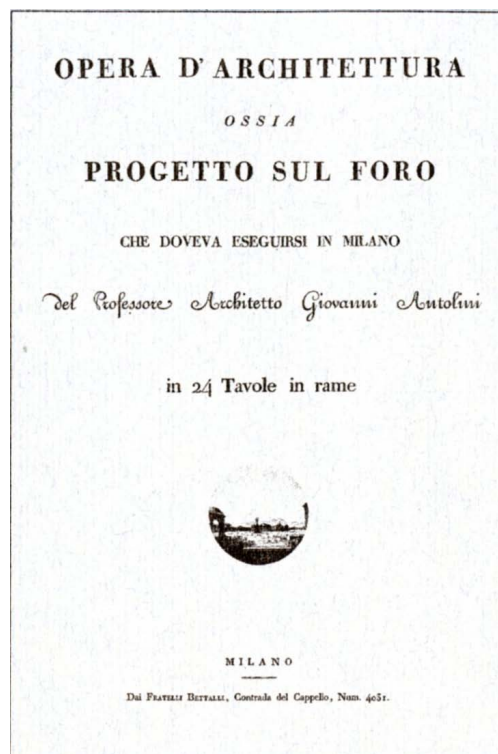 OPERA D'ARCHITETTURA
OSSIA
PROGETTO SUL FORO
CHE DOVEVA ESEGUIRSI IN MILANO
del Professore Architetto Giovanni Antolini
in 24 Tavole in rame
MILANO
Dai FRATELLI BETTALLI, Contrada del Cappello, Num. 4031.